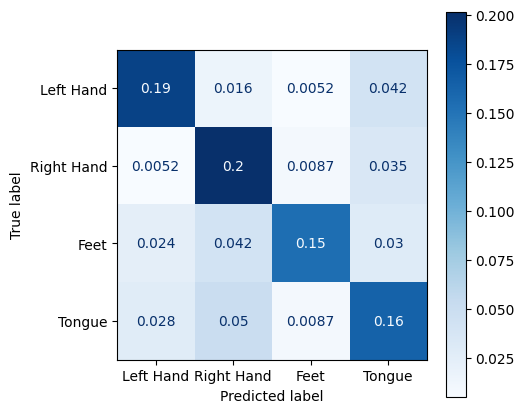 0.200
Left Hand 0.19 0.016 0.0052 0.042
0.175
0.150
Right Hand 0.0052 0.2 0.0087 0.035
0.125
True label
0.100
Feet 0.024 0.042 0.15 0.03
0.075
Tongue 0.028 0.05 0.0087 0.16
0.050
0.025
Left Hand Right Hand Feet Tongue
Predicted label